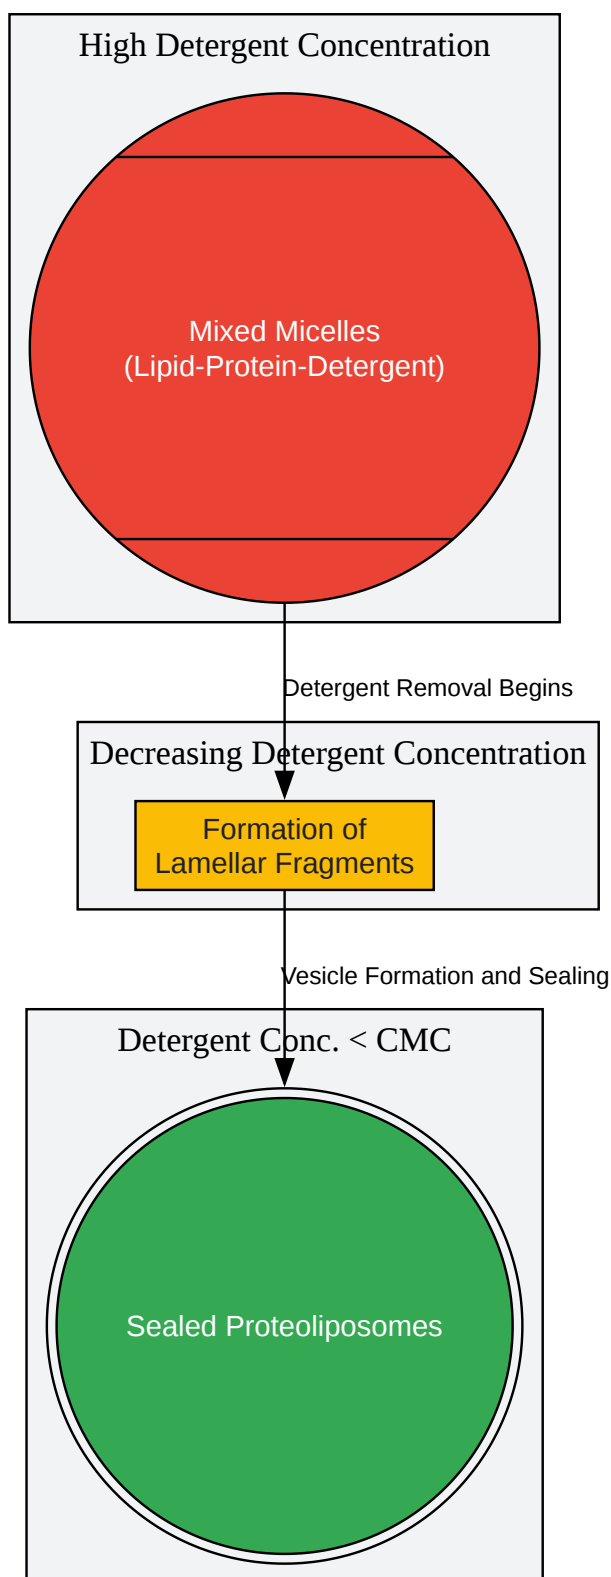 High Detergent Concentration
Mixed Micelles
(Lipid-Protein-Detergent)
Detergent Removal Begins
Decreasing Detergent Concentration
Formation of
Lamellar Fragments
Vesicle Formation and Sealing
Detergent Conc. < CMC
Sealed Proteoliposomes